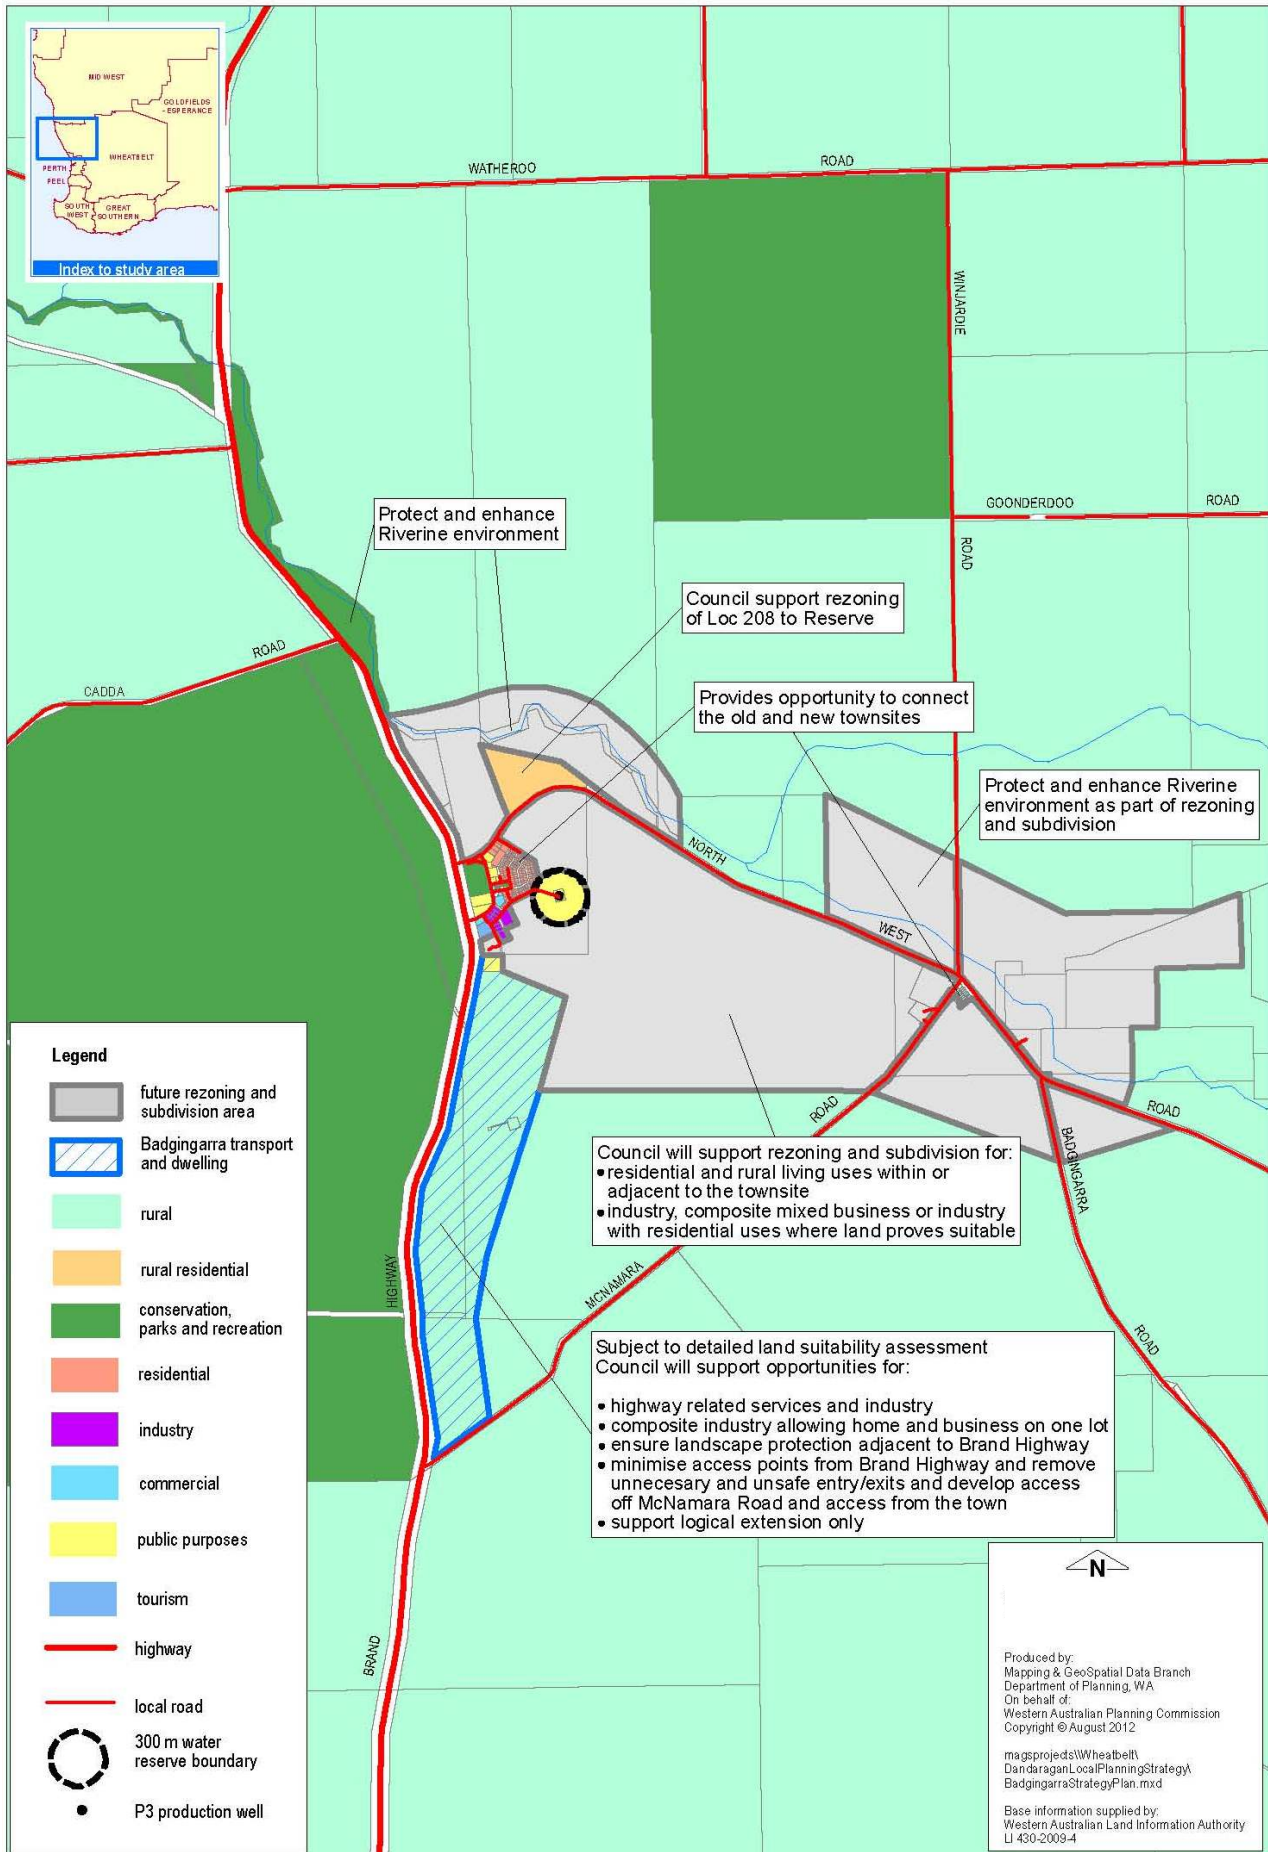 MID WEST
GOLDFIELDS
- ESPERANCE
WHEATBELT
PERTH
PEEL
SOUTH
WEST
GREAT
SOUTHERN
Index to study area
WATHEROO
ROAD
WINJARDIE
ROAD
GOONDERDOO
ROAD
Protect and enhance
Riverine environment
Council support rezoning
of Loc 208 to Reserve
CADDA
ROAD
Provides opportunity to connect
the old and new townsites
Protect and enhance Riverine
environment as part of rezoning
and subdivision
NORTH
WEST
ROAD
ROAD
BADGINGARRA
ROAD
MCNAMARA
HIGHWAY
BRAND
Council will support rezoning and subdivision for:
• residential and rural living uses within or
adjacent to the townsite
• industry, composite mixed business or industry
with residential uses where land proves suitable
Subject to detailed land suitability assessment
Council will support opportunities for:
• highway related services and industry
• composite industry allowing home and business on one lot
• ensure landscape protection adjacent to Brand Highway
• minimise access points from Brand Highway and remove
unnecesary and unsafe entry/exits and develop access
off McNamara Road and access from the town
• support logical extension only
Legend
future rezoning and
subdivision area
Badgingarra transport
and dwelling
rural
rural residential
conservation,
parks and recreation
residential
industry
commercial
public purposes
tourism
highway
local road
300 m water
reserve boundary
P3 production well
N
Produced by:
Mapping & GeoSpatial Data Branch
Department of Planning, WA
On behalf of:
Western Australian Planning Commission
Copyright © August 2012
magsprojects\\Wheatbelt\
DandaraganLocalPlanningStrategy\
BadgingarraStrategyPlan.mxd
Base information supplied by:
Western Australian Land Information Authority
LI 430-2009-4